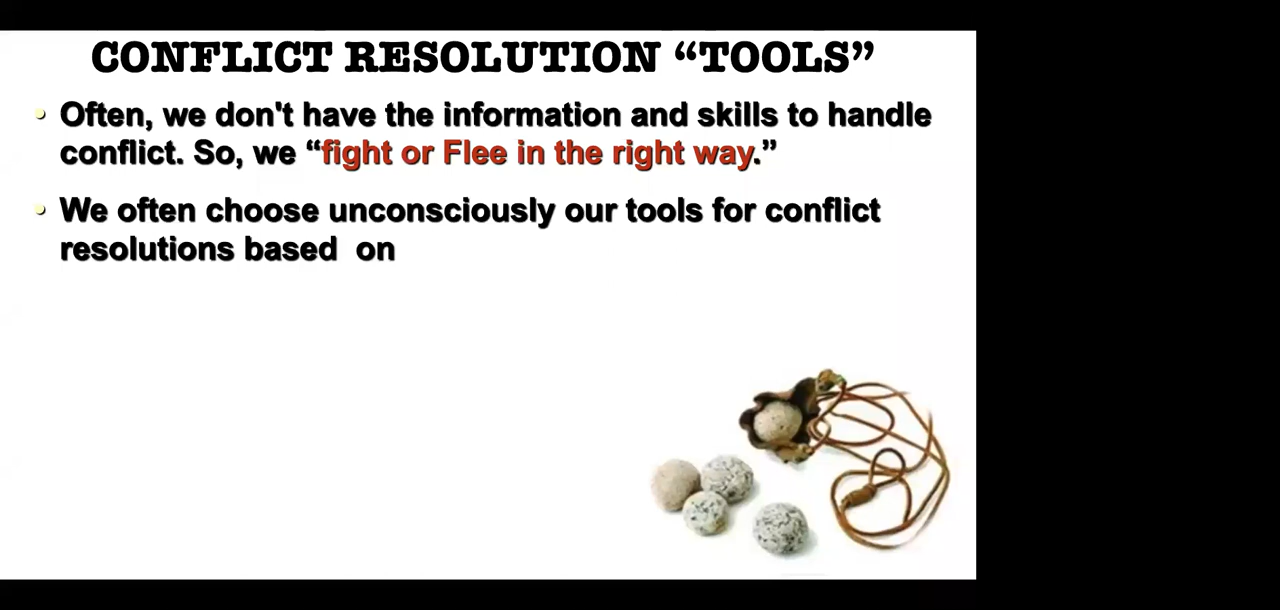 CONFLICT RESOLUTION “TOOLS”
• Often, we don't have the information and skills to handle
conflict. So, we “fight or Flee in the right way.”
• We often choose unconsciously our tools for conflict
resolutions based  on